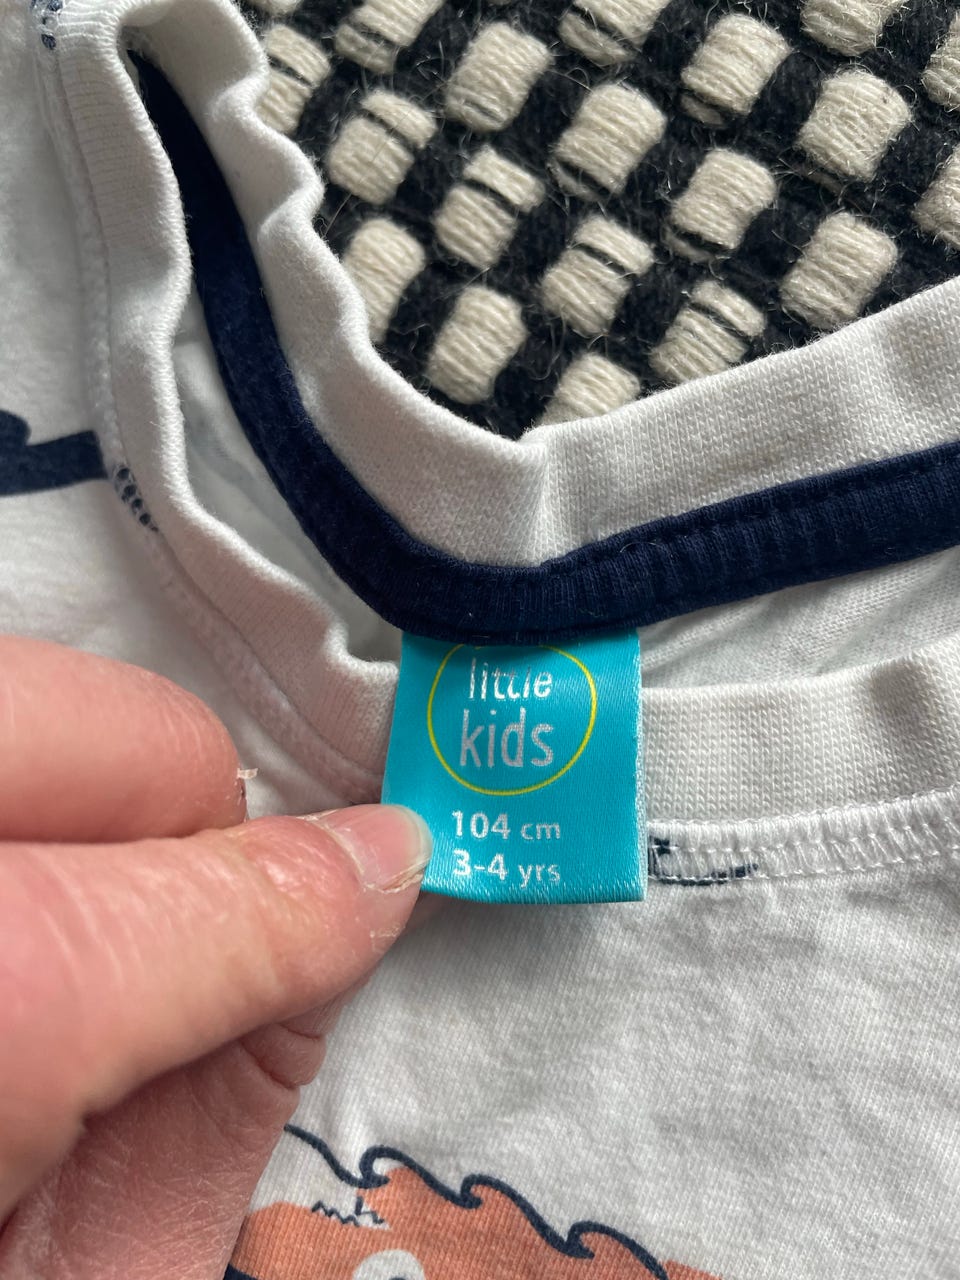 little
kids
104 cm
3-4 yrs